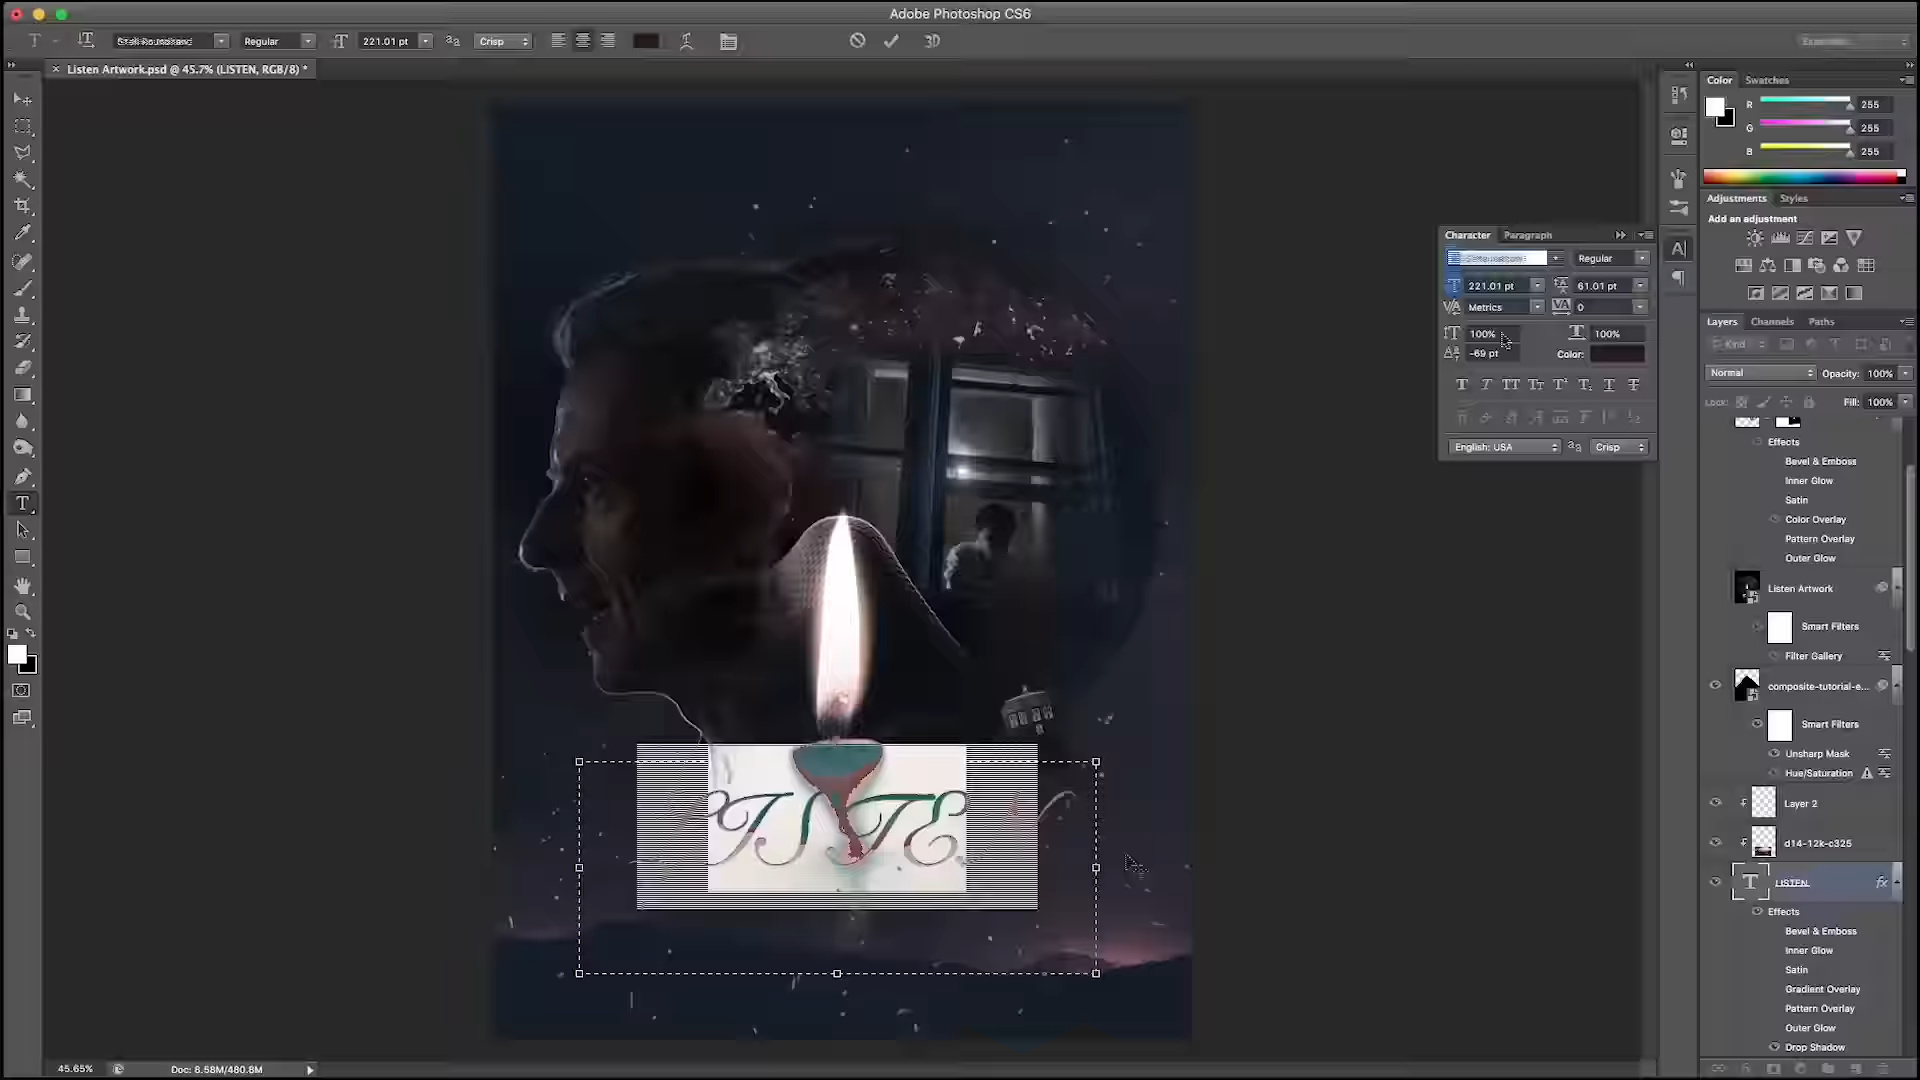 Adobe Photoshop CS6
Regular
221.01 pt
Crisp
3D
Listen Artwork.psd @ 45.7% (LISTEN, RGB/8) *
Color
Swatches
R
255
G
255
B
255
Adjustments
Styles
Add an adjustment
Character
Paragraph
Regular
221.01 pt
61.01 pt
Metrics
0
100%
100%
-69 pt
Color:
English: USA
Crisp
Layers
Channels
Paths
Kind
Normal
Opacity: 100%
Lock:
Fill: 100%
Effects
Bevel & Emboss
Inner Glow
Satin
Color Overlay
Pattern Overlay
Outer Glow
Listen Artwork
Smart Filters
Filter Gallery
composite-tutorial-e...
Smart Filters
Unsharp Mask
Hue/Saturation
Layer 2
d14-12k-c325
LISTEN
Effects
Bevel & Emboss
Inner Glow
Satin
Gradient Overlay
Pattern Overlay
Outer Glow
Drop Shadow
LISTEN
45.65%
Doc: 8.58M/480.8M